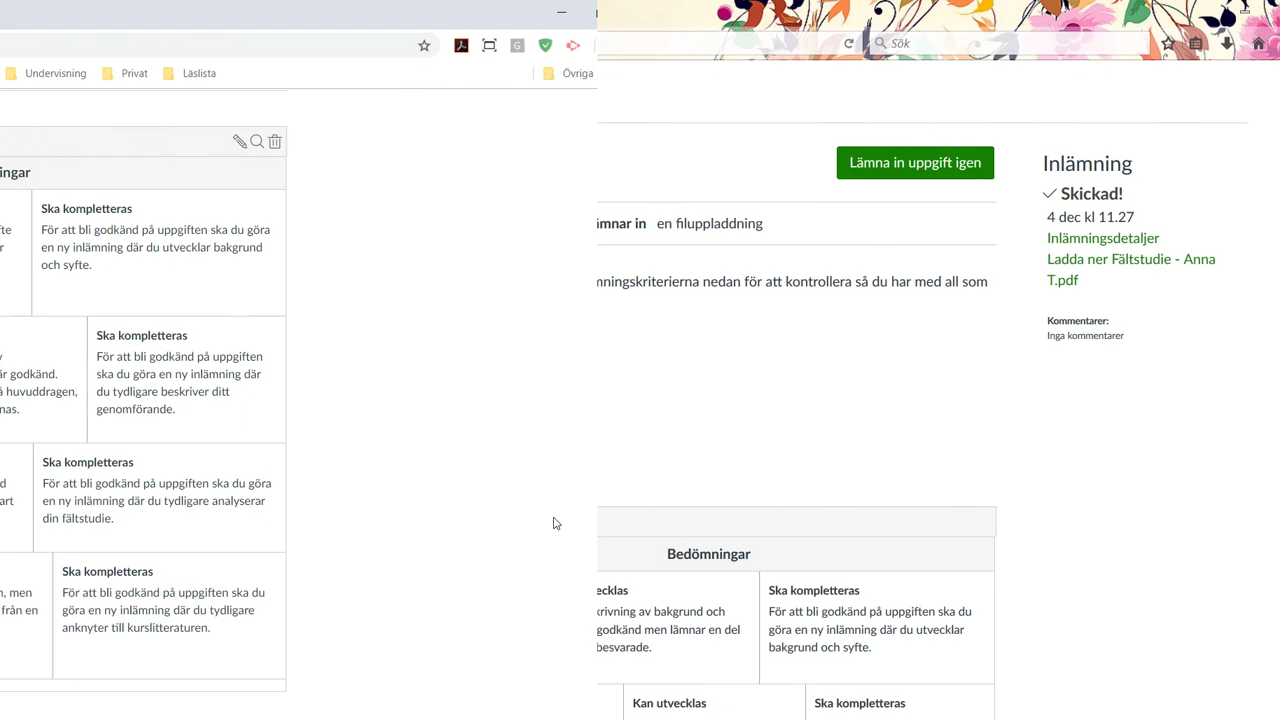 Undervisning
Privat
Läslista
Övriga
ingar
fte
r
Ska kompletteras
För att bli godkänd på uppgiften ska du göra
en ny inlämning där du utvecklar bakgrund
och syfte.
y
är godkänd.
å huvuddragen,
nas.
Ska kompletteras
För att bli godkänd på uppgiften
ska du göra en ny inlämning där
du tydligare beskriver ditt
genomförande.
d
art
Ska kompletteras
För att bli godkänd på uppgiften ska du göra
en ny inlämning där du tydligare analyserar
din fältstudie.
n, men
från en
Ska kompletteras
För att bli godkänd på uppgiften ska du
göra en ny inlämning där du tydligare
anknyter till kurslitteraturen.
Sök
Lämna in uppgift igen
ämnar in en filuppladdning
mningskriterierna nedan för att kontrollera så du har med all som
Inlämning
Skickad!
4 dec kl 11.27
Inlämningsdetaljer
Ladda ner Fältstudie - Anna
T.pdf
Kommentarer:
Inga kommentarer
Bedömningar
ecklas
krivning av bakgrund och
godkänd men lämnar en del
besvarade.
Ska kompletteras
För att bli godkänd på uppgiften ska du
göra en ny inlämning där du utvecklar
bakgrund och syfte.
Kan utvecklas
Ska kompletteras